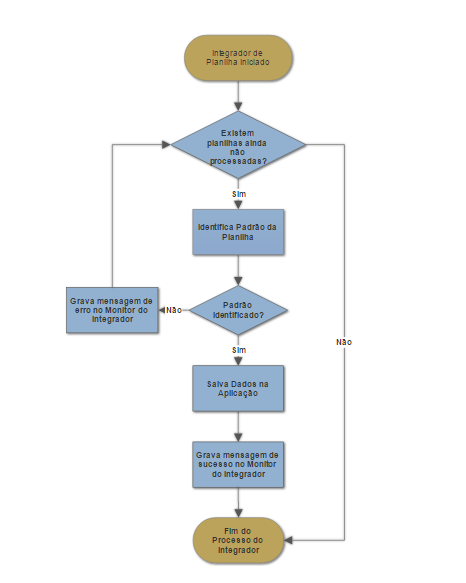 Integrador de
Planilha Iniciado
Existem
planilhas ainda
não
processadas?
Sim
Identifica Padrão da
Planilha
Grava mensagem de
erro no Monitor do
Integrador
Não
Padrão
Identificado?
Não
Sim
Salva Dados na
Aplicação
Grava mensagem de
sucesso no Monitor
do Integrador
Fim do
Processo do
Integrador